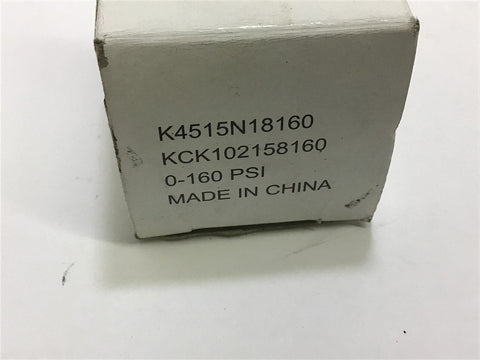 K4515N18160
KCK102158160
0-160 PSI
MADE IN CHINA